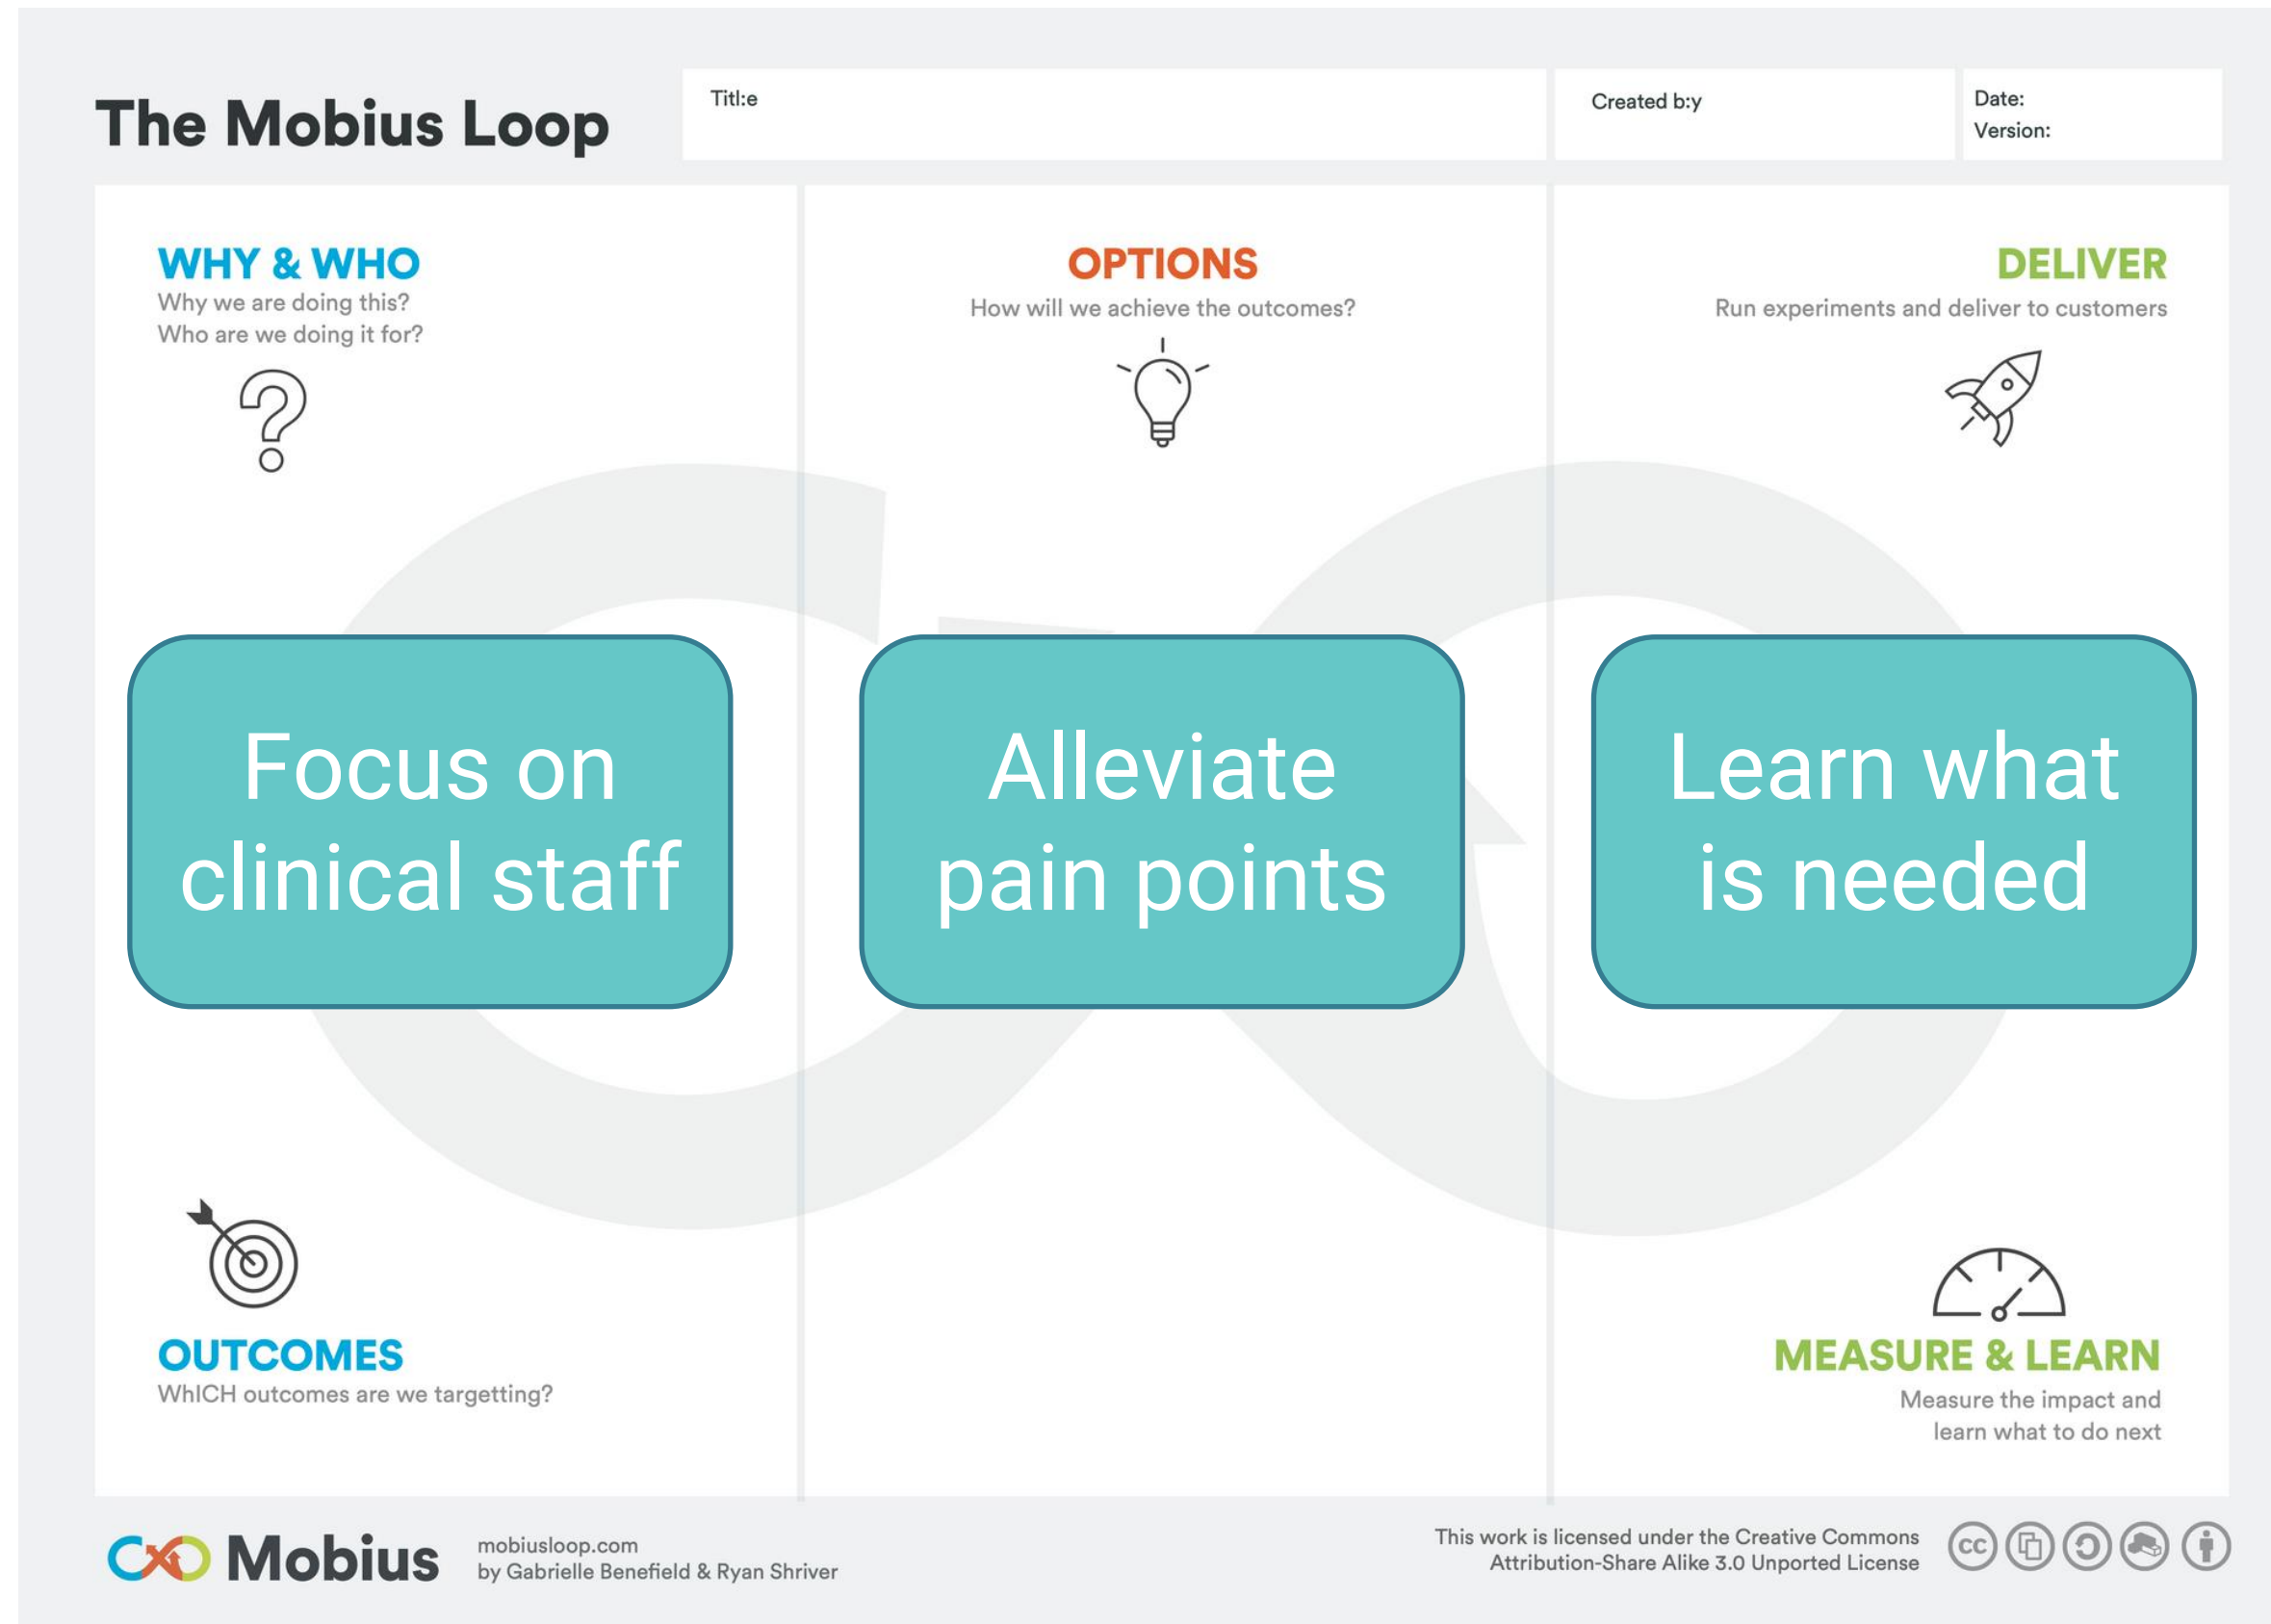 The Mobius Loop
Titl:e
Created b:y
Date:
Version:
WHY & WHO
Why we are doing this?
Who are we doing it for?
OPTIONS
How will we achieve the outcomes?
DELIVER
Run experiments and deliver to customers
Focus on
clinical staff
Alleviate
pain points
Learn what
is needed
OUTCOMES
WhICH outcomes are we targetting?
MEASURE & LEARN
Measure the impact and
learn what to do next
Mobius
mobiusloop.com
by Gabrielle Benefield & Ryan Shriver
This work is licensed under the Creative Commons
Attribution-Share Alike 3.0 Unported License
cc